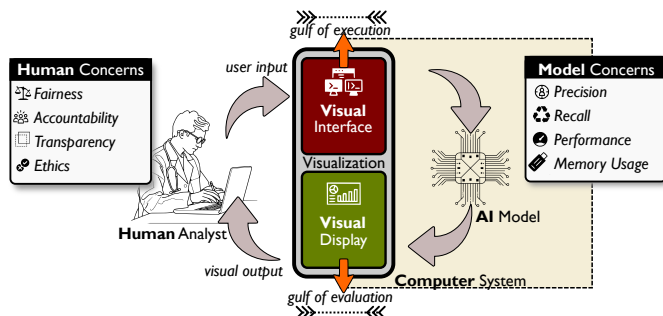 gulf of execution
Human Concerns
Fairness
Accountability
Transparency
Ethics
user input
Visual
Interface
Visualization
Visual
Display
Human Analyst
visual output
gulf of evaluation
Model Concerns
Precision
Recall
Performance
Memory Usage
AI Model
Computer System